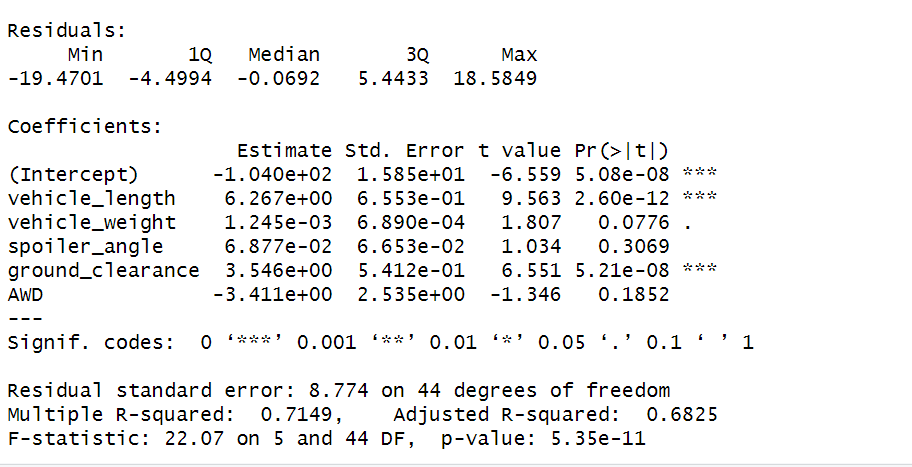 Residuals:
     Min       1Q   Median       3Q      Max
-19.4701  -4.4994  -0.0692   5.4433  18.5849

Coefficients:
                   Estimate Std. Error t value Pr(>|t|)
(Intercept)      -1.040e+02  1.585e+01  -6.559 5.08e-08 ***
vehicle_length    6.267e+00  6.553e-01   9.563 2.60e-12 ***
vehicle_weight    1.245e-03  6.890e-04   1.807   0.0776 .
spoiler_angle     6.877e-02  6.653e-02   1.034   0.3069
ground_clearance  3.546e+00  5.412e-01   6.551 5.21e-08 ***
AWD              -3.411e+00  2.535e+00  -1.346   0.1852
---
Signif. codes:  0 ‘***’ 0.001 ‘**’ 0.01 ‘*’ 0.05 ‘.’ 0.1 ‘ ’ 1

Residual standard error: 8.774 on 44 degrees of freedom
Multiple R-squared:  0.7149,    Adjusted R-squared:  0.6825
F-statistic: 22.07 on 5 and 44 DF,  p-value: 5.35e-11